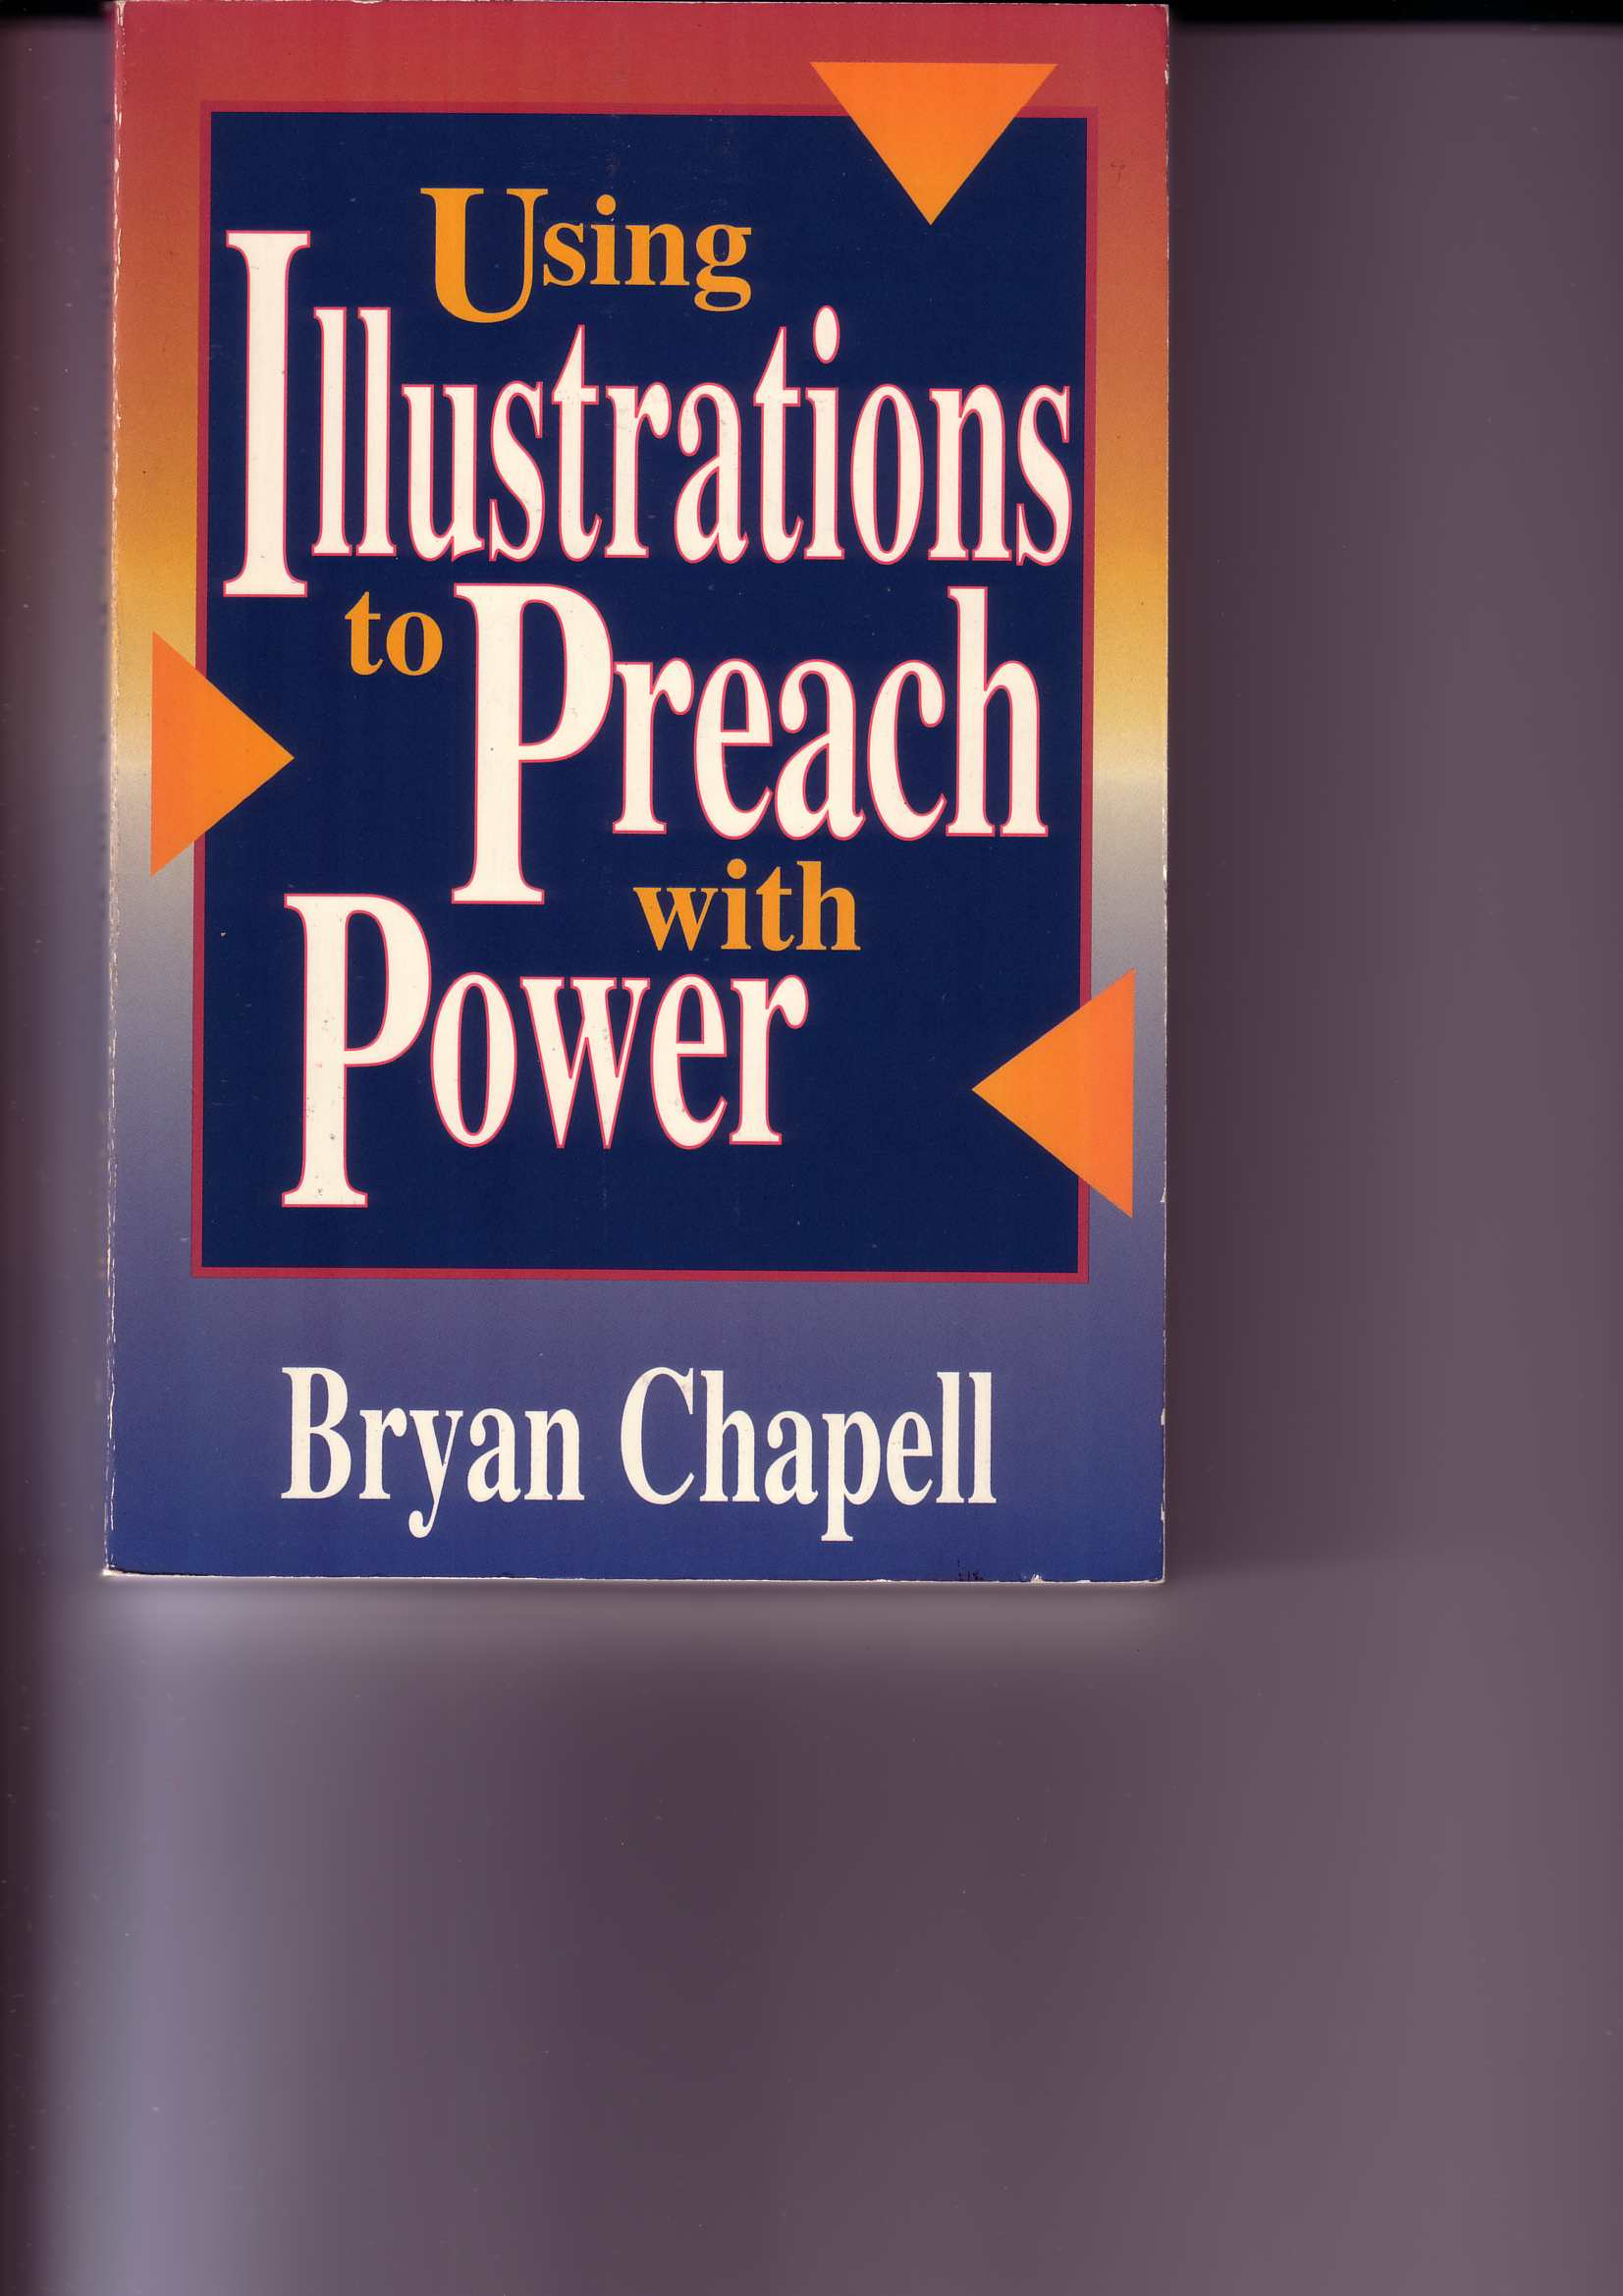 Using
Illustrations
to Preach
with
Power
Bryan Chapell